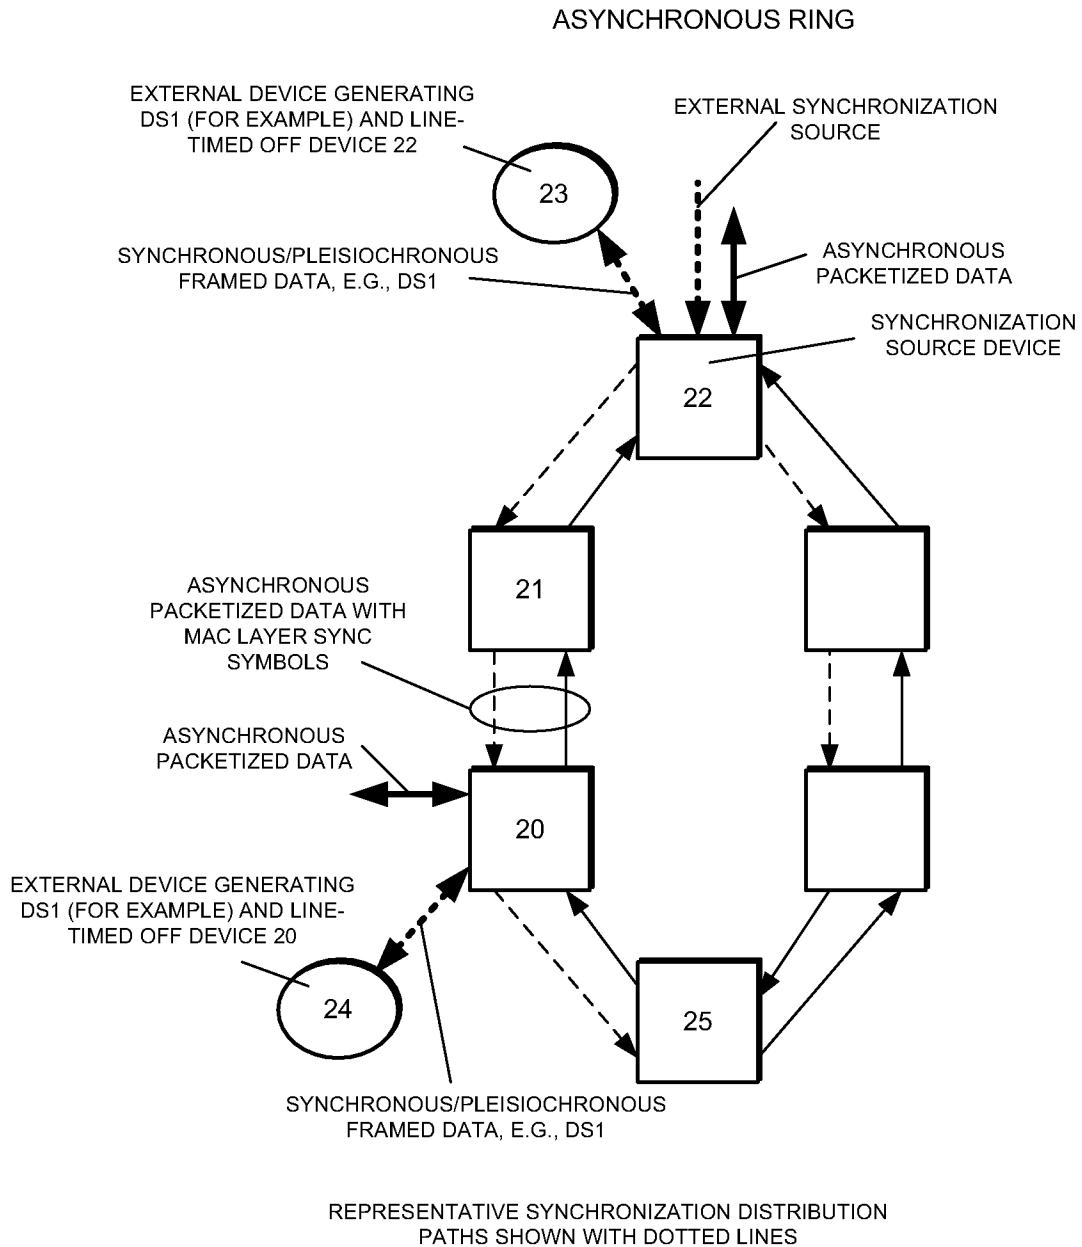 ASYNCHRONOUS RING
EXTERNAL DEVICE GENERATING
DS1 (FOR EXAMPLE) AND LINE-
TIMED OFF DEVICE 22
EXTERNAL SYNCHRONIZATION
SOURCE
23
SYNCHRONOUS/PLEISIOCHRONOUS
FRAMED DATA, E.G., DS1
ASYNCHRONOUS
PACKETIZED DATA
SYNCHRONIZATION
SOURCE DEVICE
22
21
ASYNCHRONOUS
PACKETIZED DATA WITH
MAC LAYER SYNC
SYMBOLS
ASYNCHRONOUS
PACKETIZED DATA
20
EXTERNAL DEVICE GENERATING
DS1 (FOR EXAMPLE) AND LINE-
TIMED OFF DEVICE 20
24
25
SYNCHRONOUS/PLEISIOCHRONOUS
FRAMED DATA, E.G., DS1
REPRESENTATIVE SYNCHRONIZATION DISTRIBUTION
PATHS SHOWN WITH DOTTED LINES